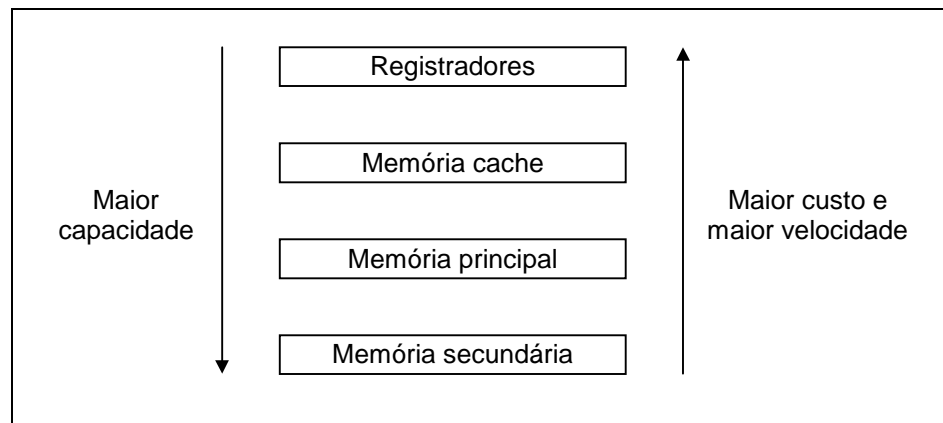 Registradores
Memória cache
Maior
capacidade
Maior custo e
maior velocidade
Memória principal
Memória secundária